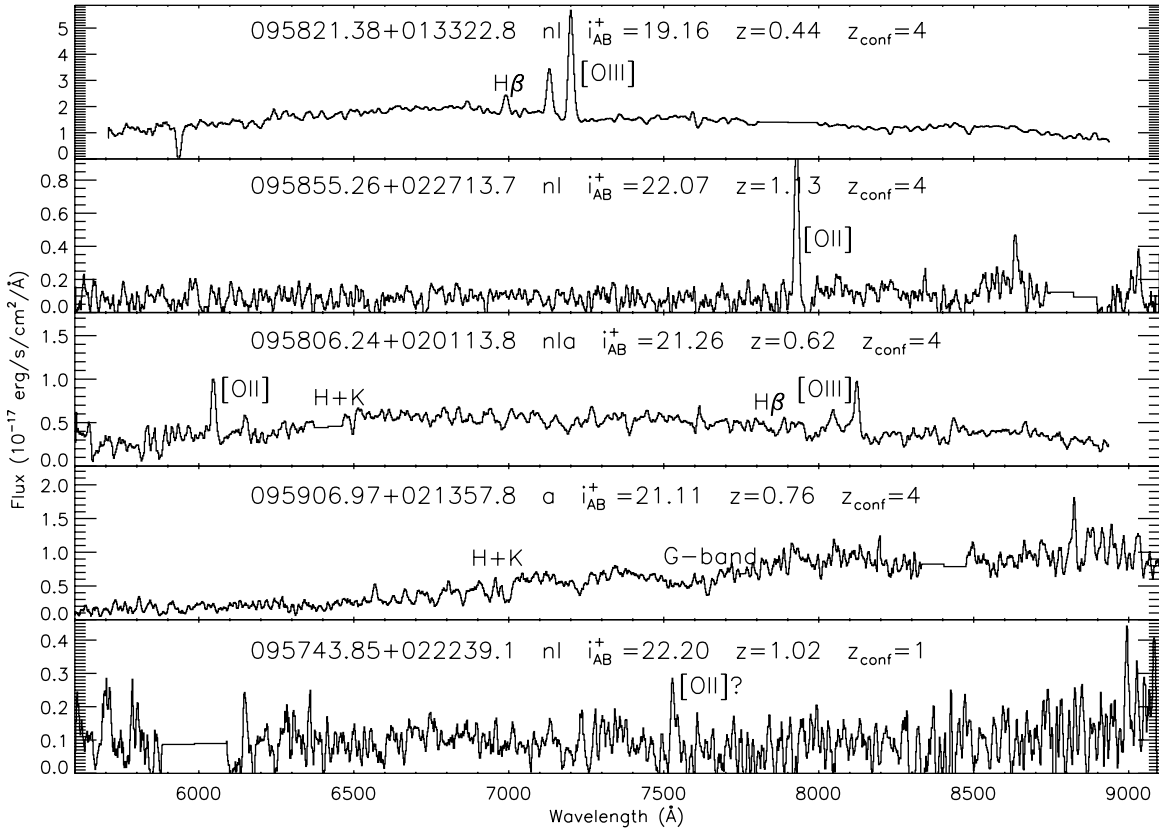 095821.38+013322.8 nl i⁺AB=19.16 z=0.44 zconf=4
Hβ
[OIII]
5
4
3
2
1
0
095855.26+022713.7 nl i⁺AB=22.07 z=1.13 zconf=4
[OII]
0.8
0.6
0.4
0.2
0.0
095806.24+020113.8 nla i⁺AB=21.26 z=0.62 zconf=4
[OII]
H+K
Hβ
[OIII]
1.5
1.0
0.5
0.0
095906.97+021357.8 a i⁺AB=21.11 z=0.76 zconf=4
H+K
G-band
2.0
1.5
1.0
0.5
0.0
095743.85+022239.1 nl i⁺AB=22.20 z=1.02 zconf=1
[OII]?
0.4
0.3
0.2
0.1
0.0
Flux (10⁻¹⁷ erg/s/cm²/Å)
6000 6500 7000 7500 8000 8500 9000
Wavelength (Å)